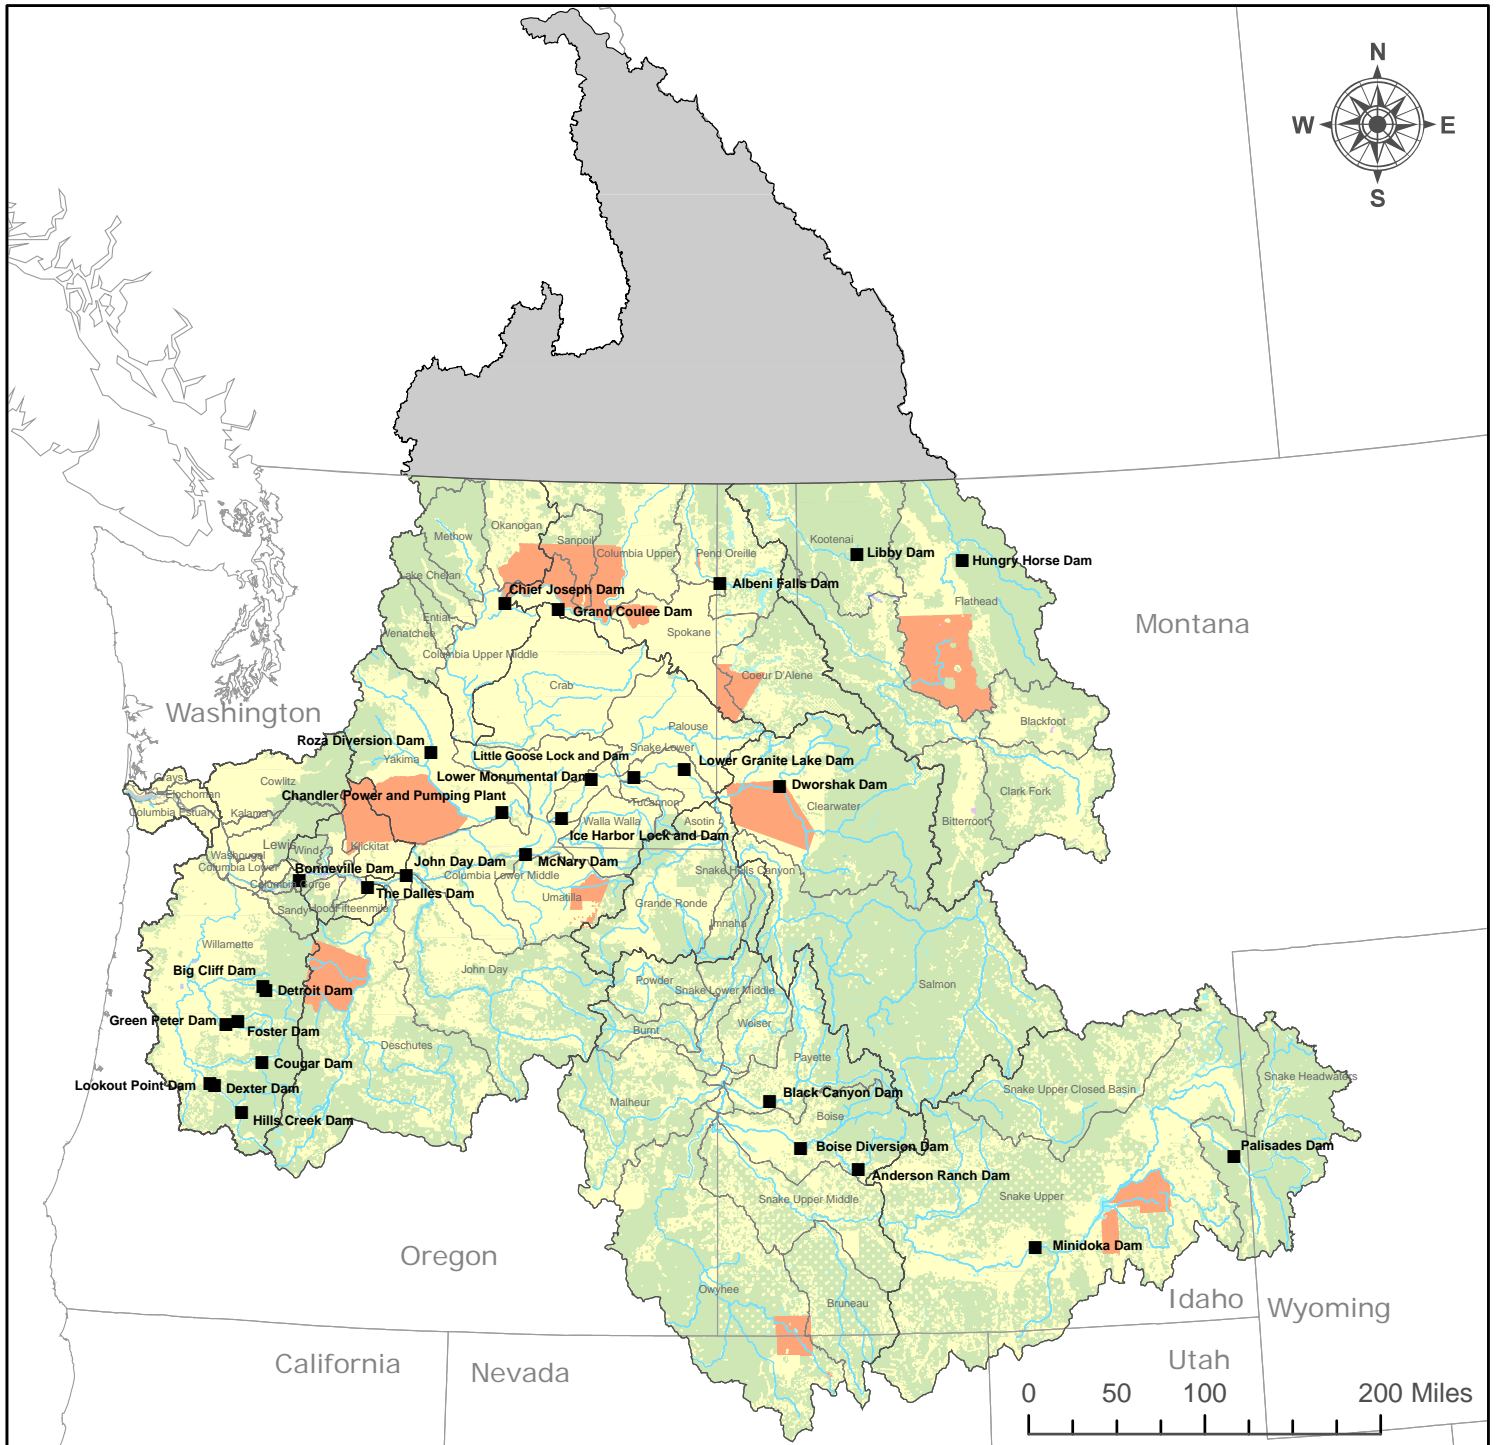 N
W E
S
Okanogan
Methow
Sanpoil
Columbia Upper
Pend Oreille
Kootenai
Libby Dam
Hungry Horse Dam
Lake Chelan
Albeni Falls Dam
Chief Joseph Dam
Grand Coulee Dam
Flathead
Entiat
Wenatchee
Spokane
Montana
Columbia Upper Middle
Coeur D'Alene
Crab
Washington
Blackfoot
Palouse
Roza Diversion Dam
Snake Lower
Little Goose Lock and Dam
Yakima
Lower Granite Lake Dam
Lower Monumental Dam
Grays
Cowlitz
Dworshak Dam
Elochoman
Chandler Power and Pumping Plant
Clark Fork
Tucannon
Clearwater
Columbia Estuary
Kalama
Walla Walla
Asotin
Bitterroot
Ice Harbor Lock and Dam
Lewis
Wind
Klickitat
Washougal
John Day Dam
McNary Dam
Columbia Lower
Bonneville Dam
Columbia Lower Middle
Snake Hells Canyon
Columbia Gorge
The Dalles Dam
Umatilla
Sandy
Hood
Fifteenmile
Grande Ronde
Imnaha
Willamette
Big Cliff Dam
John Day
Powder
Salmon
Detroit Dam
Snake Lower Middle
Green Peter Dam
Foster Dam
Burnt
Weiser
Deschutes
Payette
Cougar Dam
Snake Headwaters
Lookout Point Dam
Dexter Dam
Snake Upper Closed Basin
Black Canyon Dam
Malheur
Hills Creek Dam
Boise
Boise Diversion Dam
Palisades Dam
Anderson Ranch Dam
Snake Upper Middle
Snake Upper
Oregon
Minidoka Dam
Owyhee
Bruneau
Idaho
Wyoming
California
Nevada
Utah
0 50 100 200 Miles